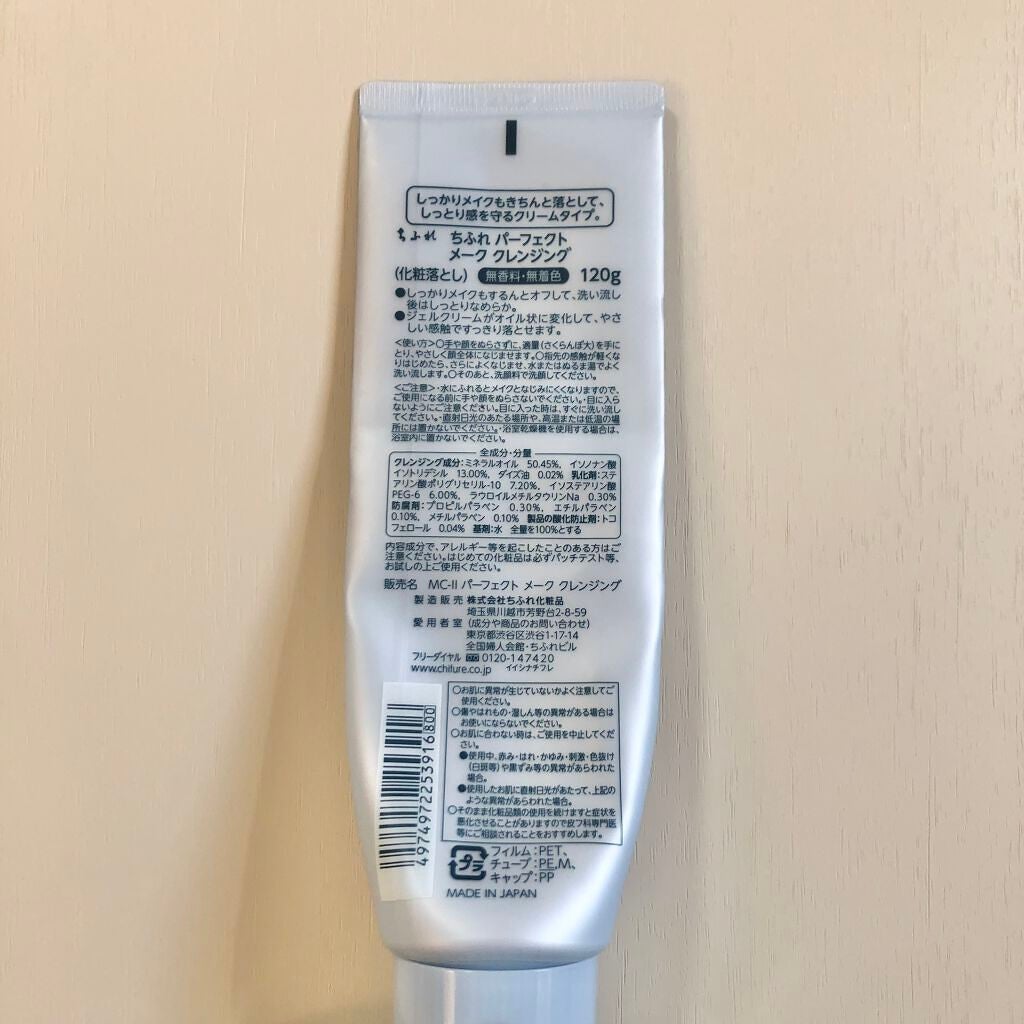 しっかりメイクもきちんと落として、
しっとり感を守るクリームタイプ。
ちふれ ちふれ パーフェクト
メーク クレンジング
(化粧落とし) 無香料・無着色 120g
●しっかりメイクもするんとオフして、洗い流し
後はしっとりなめらか。
●ジェルクリームがオイル状に変化して、やさ
しい感触ですっきり落とせます。
<使い方>○手や顔をぬらさずに、適量(さくらんぼ大)を手に
とり、やさしく顔全体になじませます。○指先の感触が軽くな
りはじめたら、さらによくなじませ、水またはぬるま湯でよく
洗い流します。○そのあと、洗顔料で洗顔してください。
<ご注意>・水にふれるとメイクとなじみにくくなりますので、
ご使用になる前に手や顔をぬらさないでください。・目に入ら
ないようにご注意ください。目に入った時は、すぐに洗い流し
てください。・直射日光のあたる場所や、高温または低温の場
所には置かないでください。・浴室乾燥機を使用する場合は、
浴室内に置かないでください。
全成分・分量
クレンジング成分:ミネラルオイル 50.45%, イソノナン酸
イソトリデシル 13.00%, ダイズ油 0.02% 乳化剤:ステ
アリン酸ポリグリセリル-10 7.20%, イソステアリン酸
PEG-6 6.00%, ラウロイルメチルタウリンNa 0.30%
防腐剤:プロピルパラベン 0.30%, エチルパラベン
0.10%, メチルパラベン 0.10% 製品の酸化防止剤:トコ
フェロール 0.04% 基剤:水 全量を100%とする
内容成分で、アレルギー等を起こしたことのある方はご
注意ください。はじめての化粧品は必ずパッチテスト等、
お試しの上ご使用ください。
販売名 MC-II パーフェクト メーク クレンジング
製造販売 株式会社ちふれ化粧品
埼玉県川越市芳野台2-8-59
愛用者室 (成分や商品のお問い合わせ)
東京都渋谷区渋谷1-17-14
全国婦人会館・ちふれビル
フリーダイヤル 0120-147420
www.chifure.co.jp イイシナチフレ
○お肌に異常が生じていないかよく注意してご
使用ください。
○傷やはれもの・湿しん等の異常がある場合は
お使いにならないでください。
○お肌に合わない時は、ご使用を中止してくだ
さい。
●使用中、赤み・はれ・かゆみ・刺激・色抜け
(白斑等)や黒ずみ等の異常があらわれた
場合。
●使用したお肌に直射日光があたって、上記の
ような異常があらわれた場合。
○そのまま化粧品類の使用を続けますと症状を
悪化させることがありますので皮フ科専門医
等にご相談されることをおすすめします。
4974972253916800
プラ フィルム:PET、
チューブ:PE,M、
キャップ:PP
MADE IN JAPAN